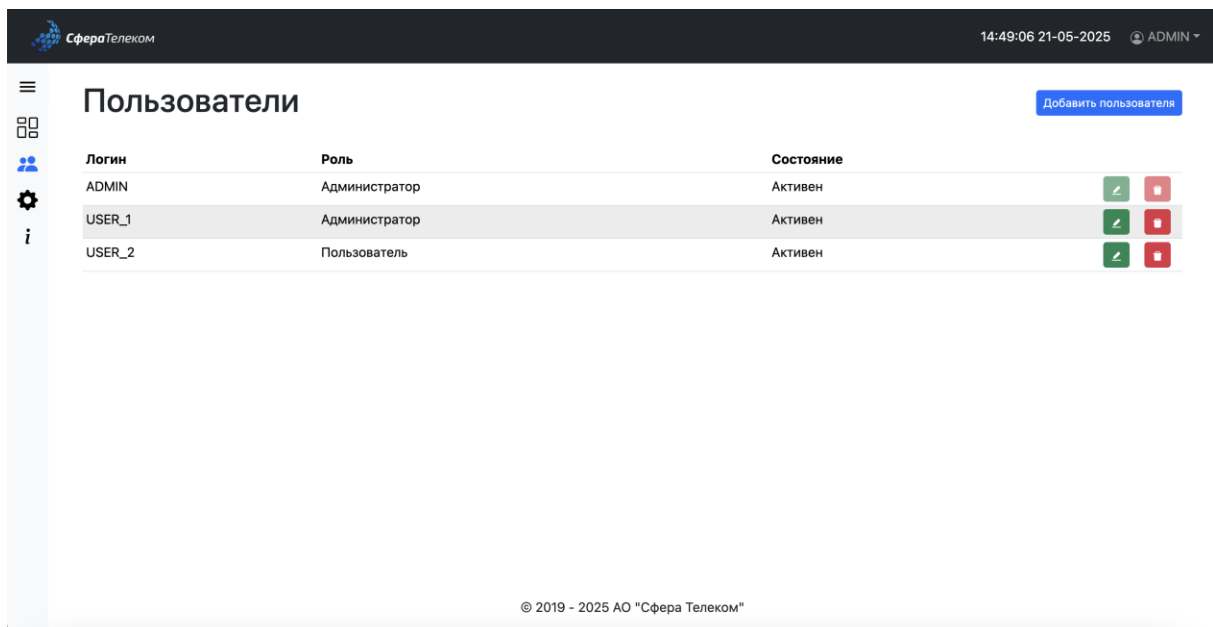 СфераТелеком 14:49:06 21-05-2025 ADMIN
Пользователи Добавить пользователя
Логин Роль Состояние
ADMIN Администратор Активен
USER_1 Администратор Активен
USER_2 Пользователь Активен
© 2019 - 2025 АО "Сфера Телеком"